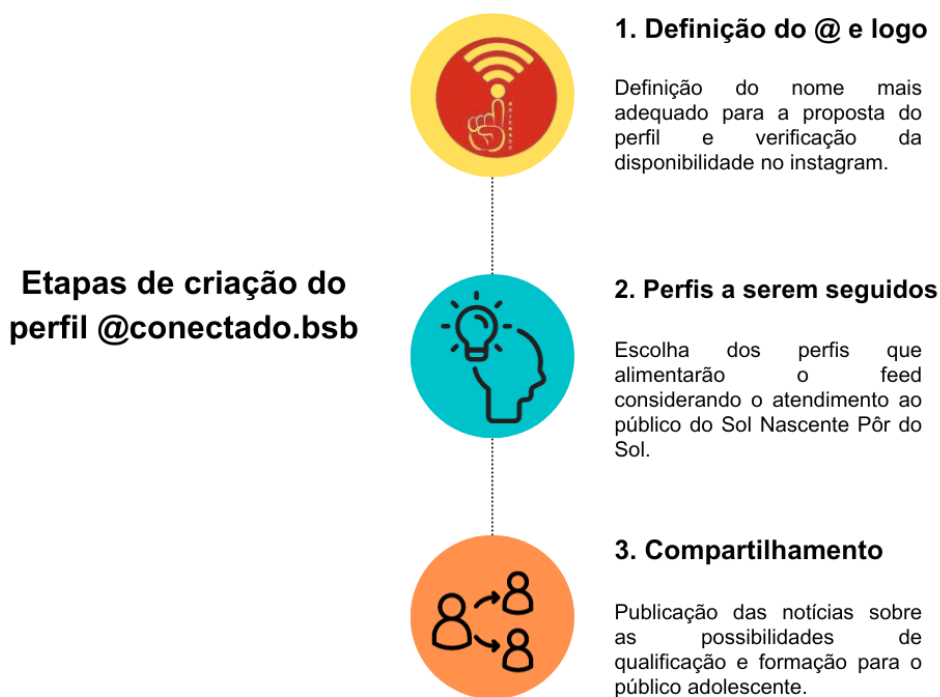 Etapas de criação do
perfil @conectado.bsb
1. Definição do @ e logo
Definição do nome mais
adequado para a proposta do
perfil e verificação da
disponibilidade no instagram.
2. Perfis a serem seguidos
Escolha dos perfis que
alimentarão o feed
considerando o atendimento ao
público do Sol Nascente Pôr do
Sol.
3. Compartilhamento
Publicação das notícias sobre
as possibilidades de
qualificação e formação para o
público adolescente.